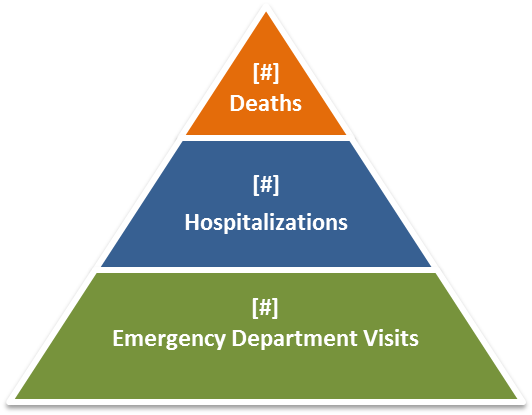 [#]
Deaths
[#]
Hospitalizations
[#]
Emergency Department Visits